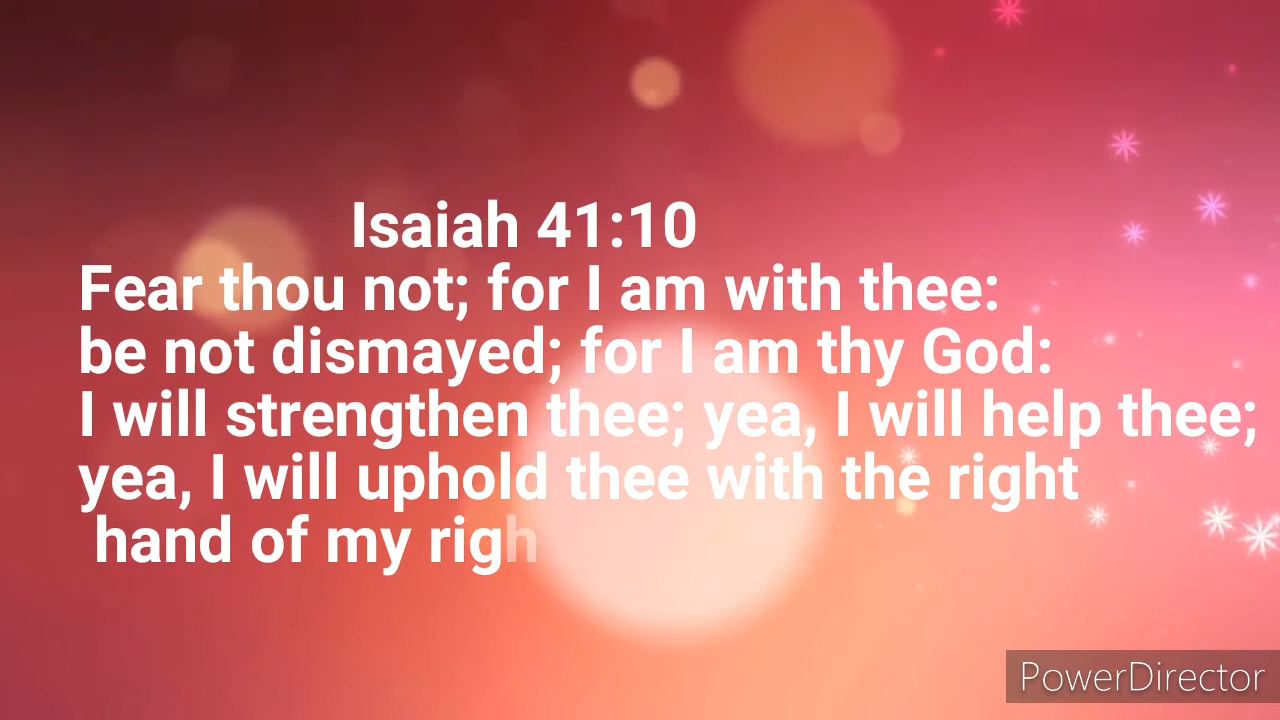 Isaiah 41:10
Fear thou not; for I am with thee:
be not dismayed; for I am thy God:
I will strengthen thee; yea, I will help thee;
yea, I will uphold thee with the right
hand of my righ
PowerDirector